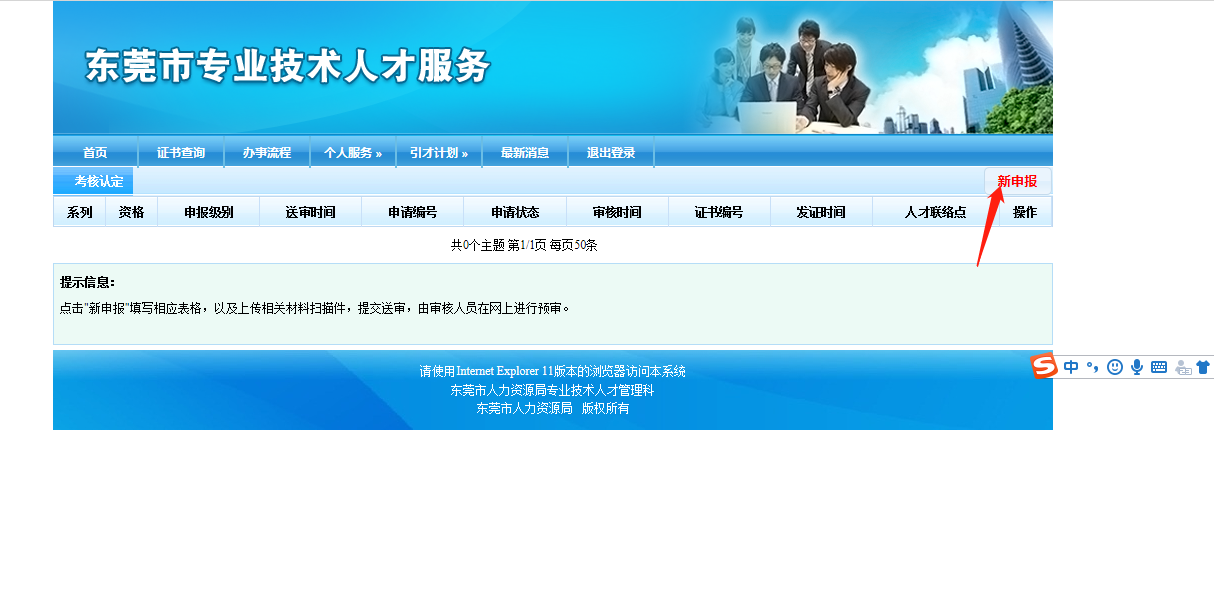 东莞市专业技术人才服务
首页 证书查询 办事流程 个人服务 » 引才计划 » 最新消息 退出登录
考核认定 新申报
系列 资格 申报级别 送审时间 申请编号 申请状态 审核时间 证书编号 发证时间 人才联络点 操作
共0个主题 第1/1页 每页50条
提示信息：
点击"新申报"填写相应表格，以及上传相关材料扫描件，提交送审，由审核人员在网上进行预审。
请使用Internet Explorer 11版本的浏览器访问本系统
S 中
东莞市人力资源局专业技术人才管理科
东莞市人力资源局 版权所有